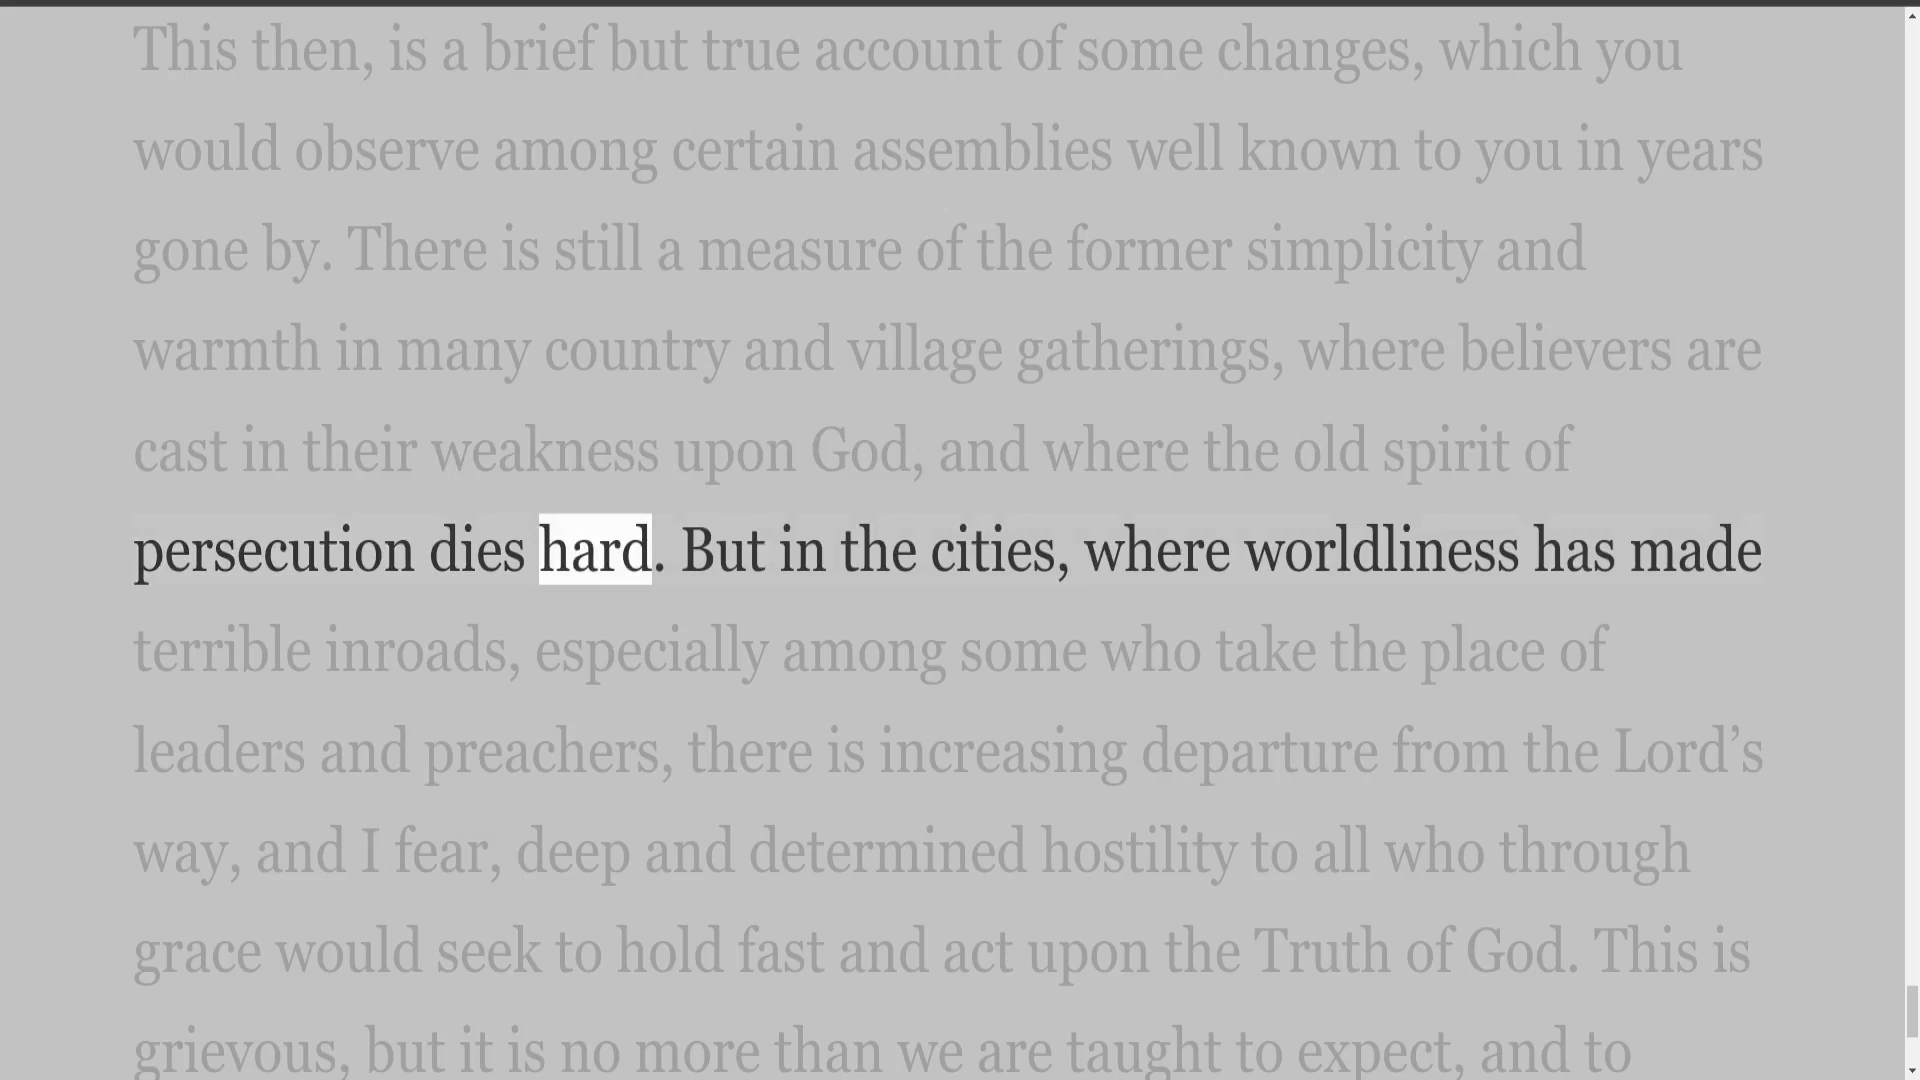 This then, is a brief but true account of some changes, which you
would observe among certain assemblies well known to you in years
gone by. There is still a measure of the former simplicity and
warmth in many country and village gatherings, where believers are
cast in their weakness upon God, and where the old spirit of
persecution dies hard. But in the cities, where worldliness has made
terrible inroads, especially among some who take the place of
leaders and preachers, there is increasing departure from the Lord’s
way, and I fear, deep and determined hostility to all who through
grace would seek to hold fast and act upon the Truth of God. This is
grievous, but it is no more than we are taught to expect, and to